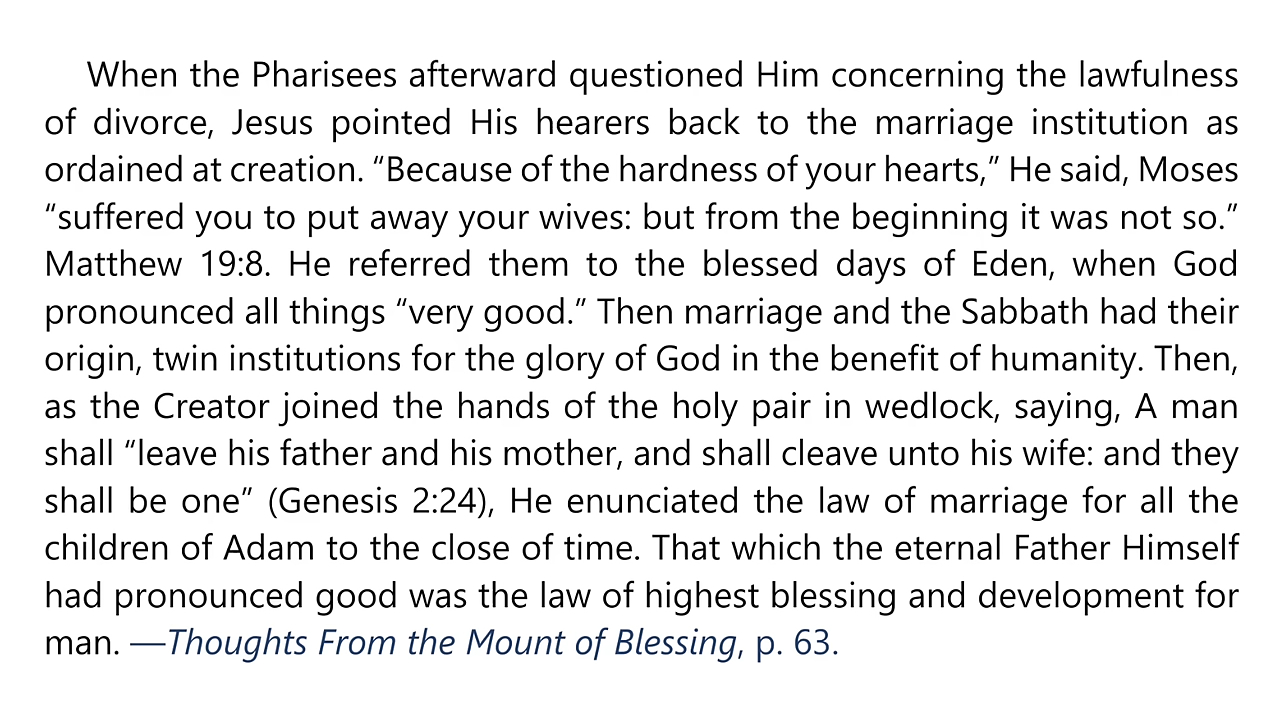 When the Pharisees afterward questioned Him concerning the lawfulness
of divorce, Jesus pointed His hearers back to the marriage institution as
ordained at creation. “Because of the hardness of your hearts,” He said, Moses
“suffered you to put away your wives: but from the beginning it was not so.”
Matthew 19:8. He referred them to the blessed days of Eden, when God
pronounced all things “very good.” Then marriage and the Sabbath had their
origin, twin institutions for the glory of God in the benefit of humanity. Then,
as the Creator joined the hands of the holy pair in wedlock, saying, A man
shall “leave his father and his mother, and shall cleave unto his wife: and they
shall be one” (Genesis 2:24), He enunciated the law of marriage for all the
children of Adam to the close of time. That which the eternal Father Himself
had pronounced good was the law of highest blessing and development for
man. —Thoughts From the Mount of Blessing, p. 63.